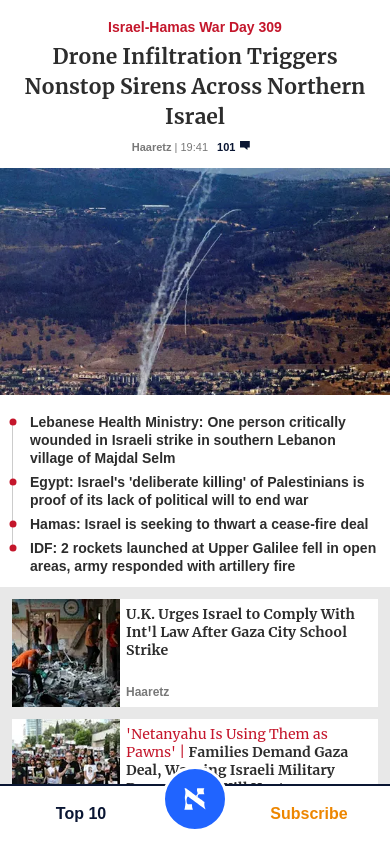 Israel-Hamas War Day 309
Drone Infiltration Triggers
Nonstop Sirens Across Northern
Israel
Haaretz | 19:41 101
Lebanese Health Ministry: One person critically
wounded in Israeli strike in southern Lebanon
village of Majdal Selm
Egypt: Israel's 'deliberate killing' of Palestinians is
proof of its lack of political will to end war
Hamas: Israel is seeking to thwart a cease-fire deal
IDF: 2 rockets launched at Upper Galilee fell in open
areas, army responded with artillery fire
U.K. Urges Israel to Comply With
Int'l Law After Gaza City School
Strike
Haaretz
'Netanyahu Is Using Them as
Pawns' | Families Demand Gaza
Deal, Warning Israeli Military
Top 10
Subscribe